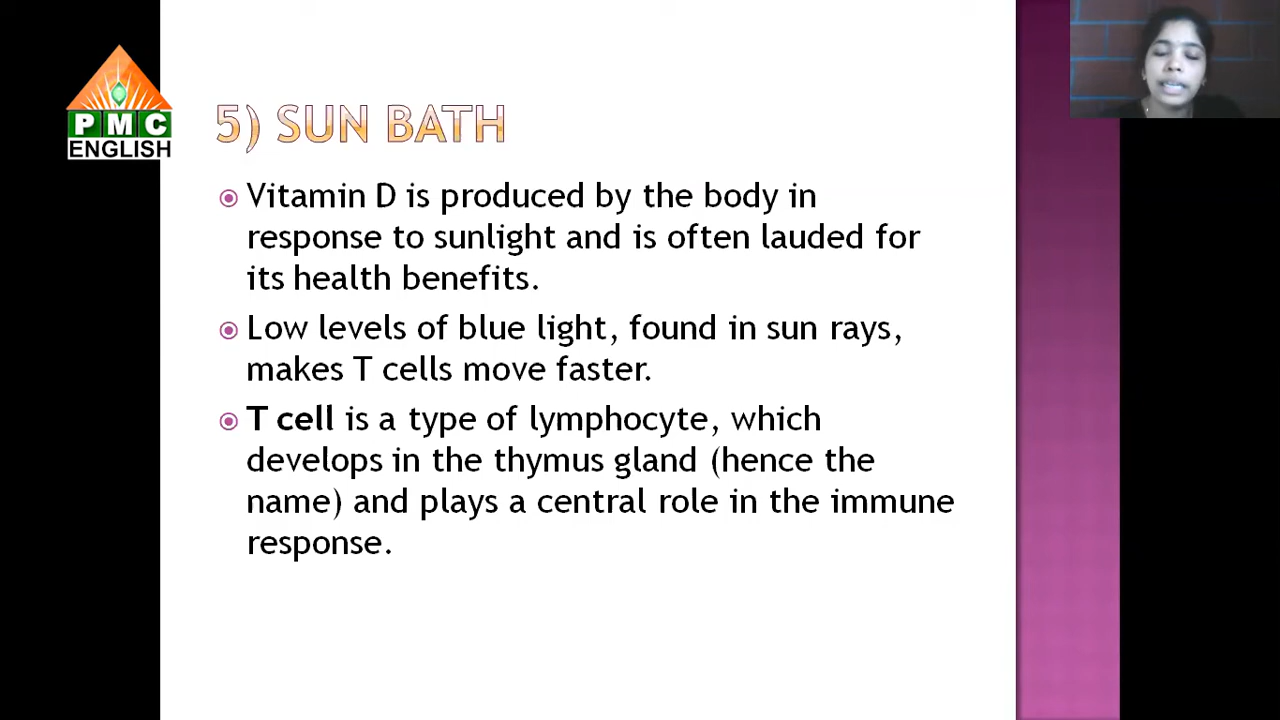 PMC
ENGLISH
5) SUN BATH
Vitamin D is produced by the body in
response to sunlight and is often lauded for
its health benefits.
Low levels of blue light, found in sun rays,
makes T cells move faster.
T cell is a type of lymphocyte, which
develops in the thymus gland (hence the
name) and plays a central role in the immune
response.